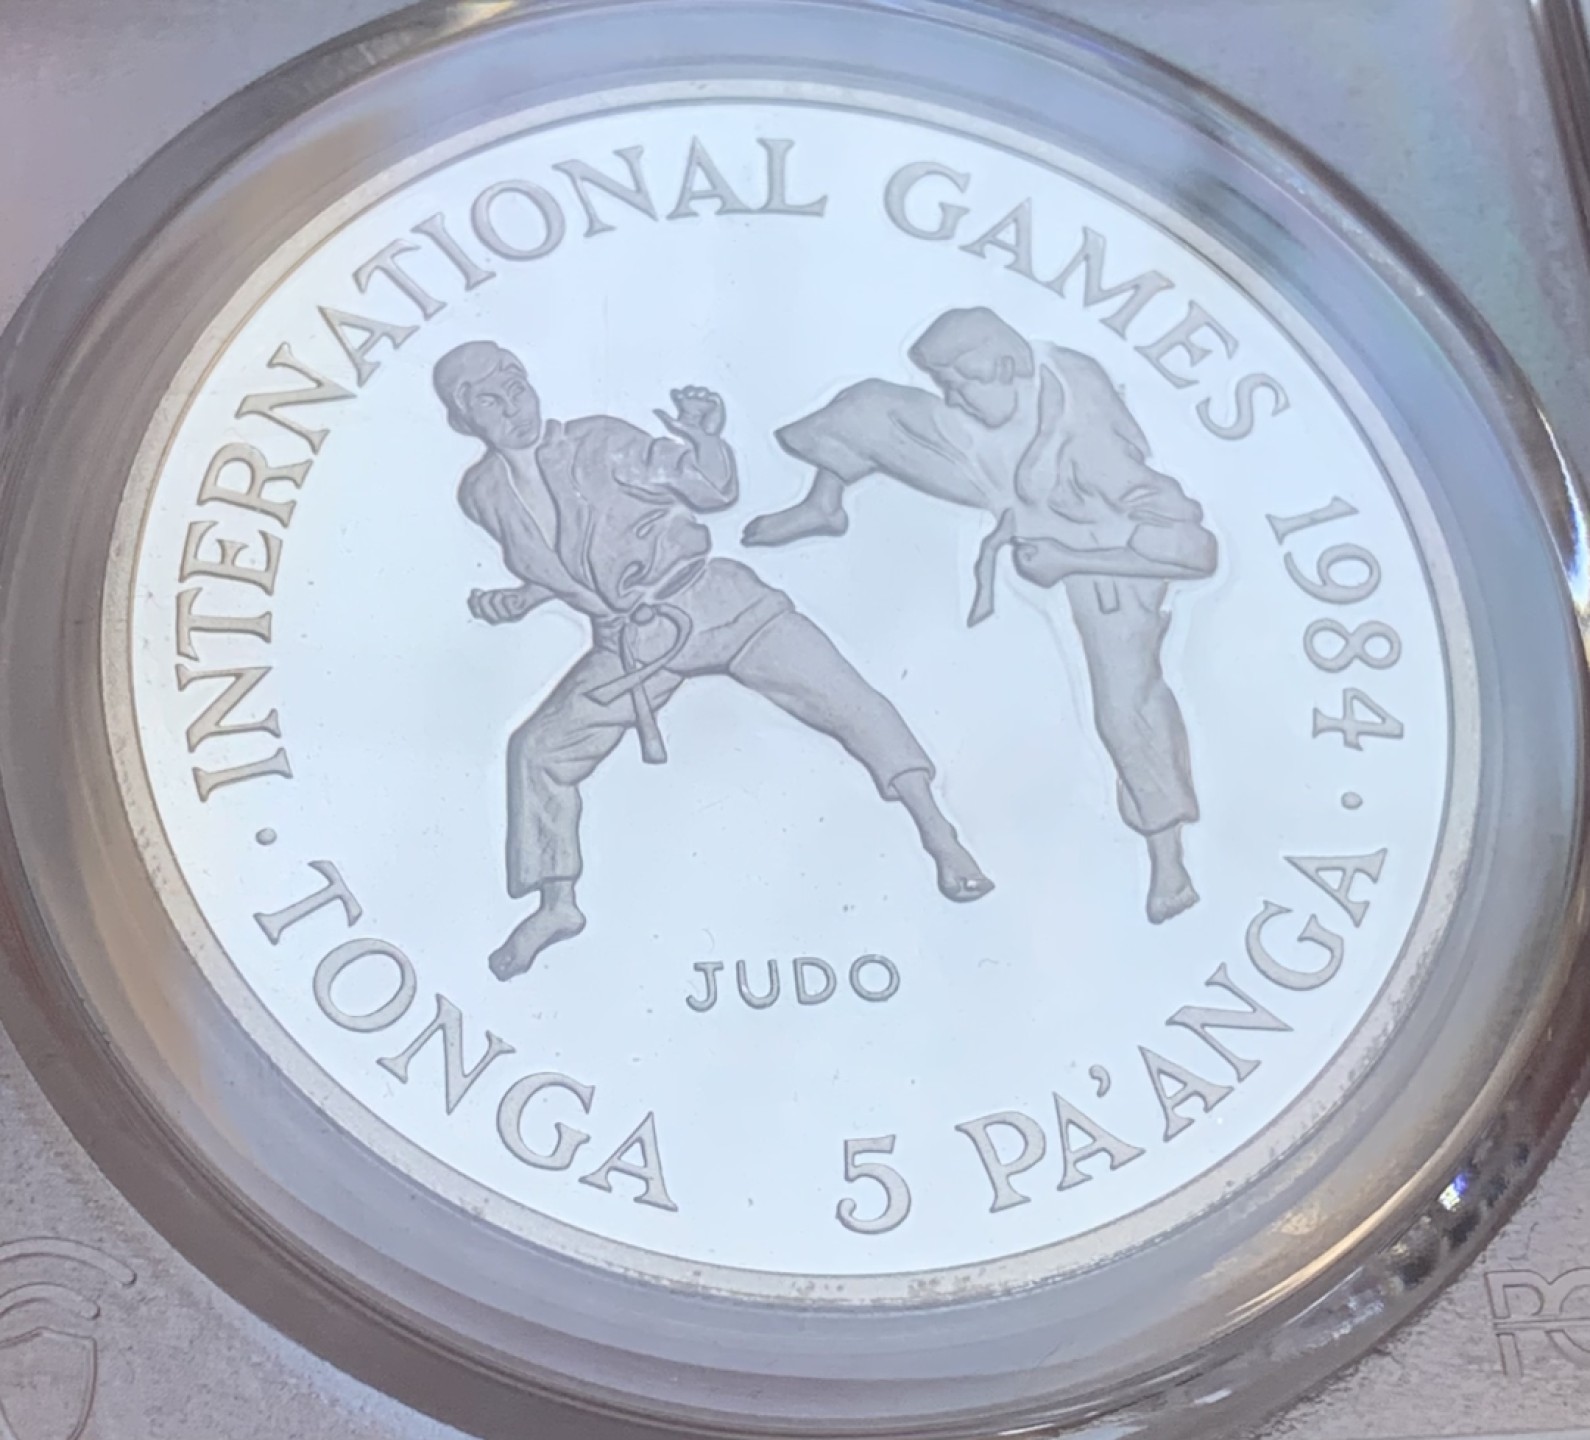 · INTERNATIONAL GAMES 1984 ·
JUDO
TONGA 5 PA'ANGA